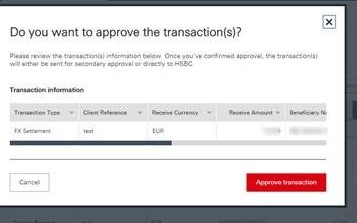 Do you want to approve the transaction(s)?
Please review the transaction(s) information below. Once you've confirmed approval, the transaction(s)
will either be sent for secondary approval or directly to HSBC.
Transaction information
Transaction Type Client Reference Receive Currency Receive Amount Beneficiary
FX Settlement test EUR
Cancel Approve transaction